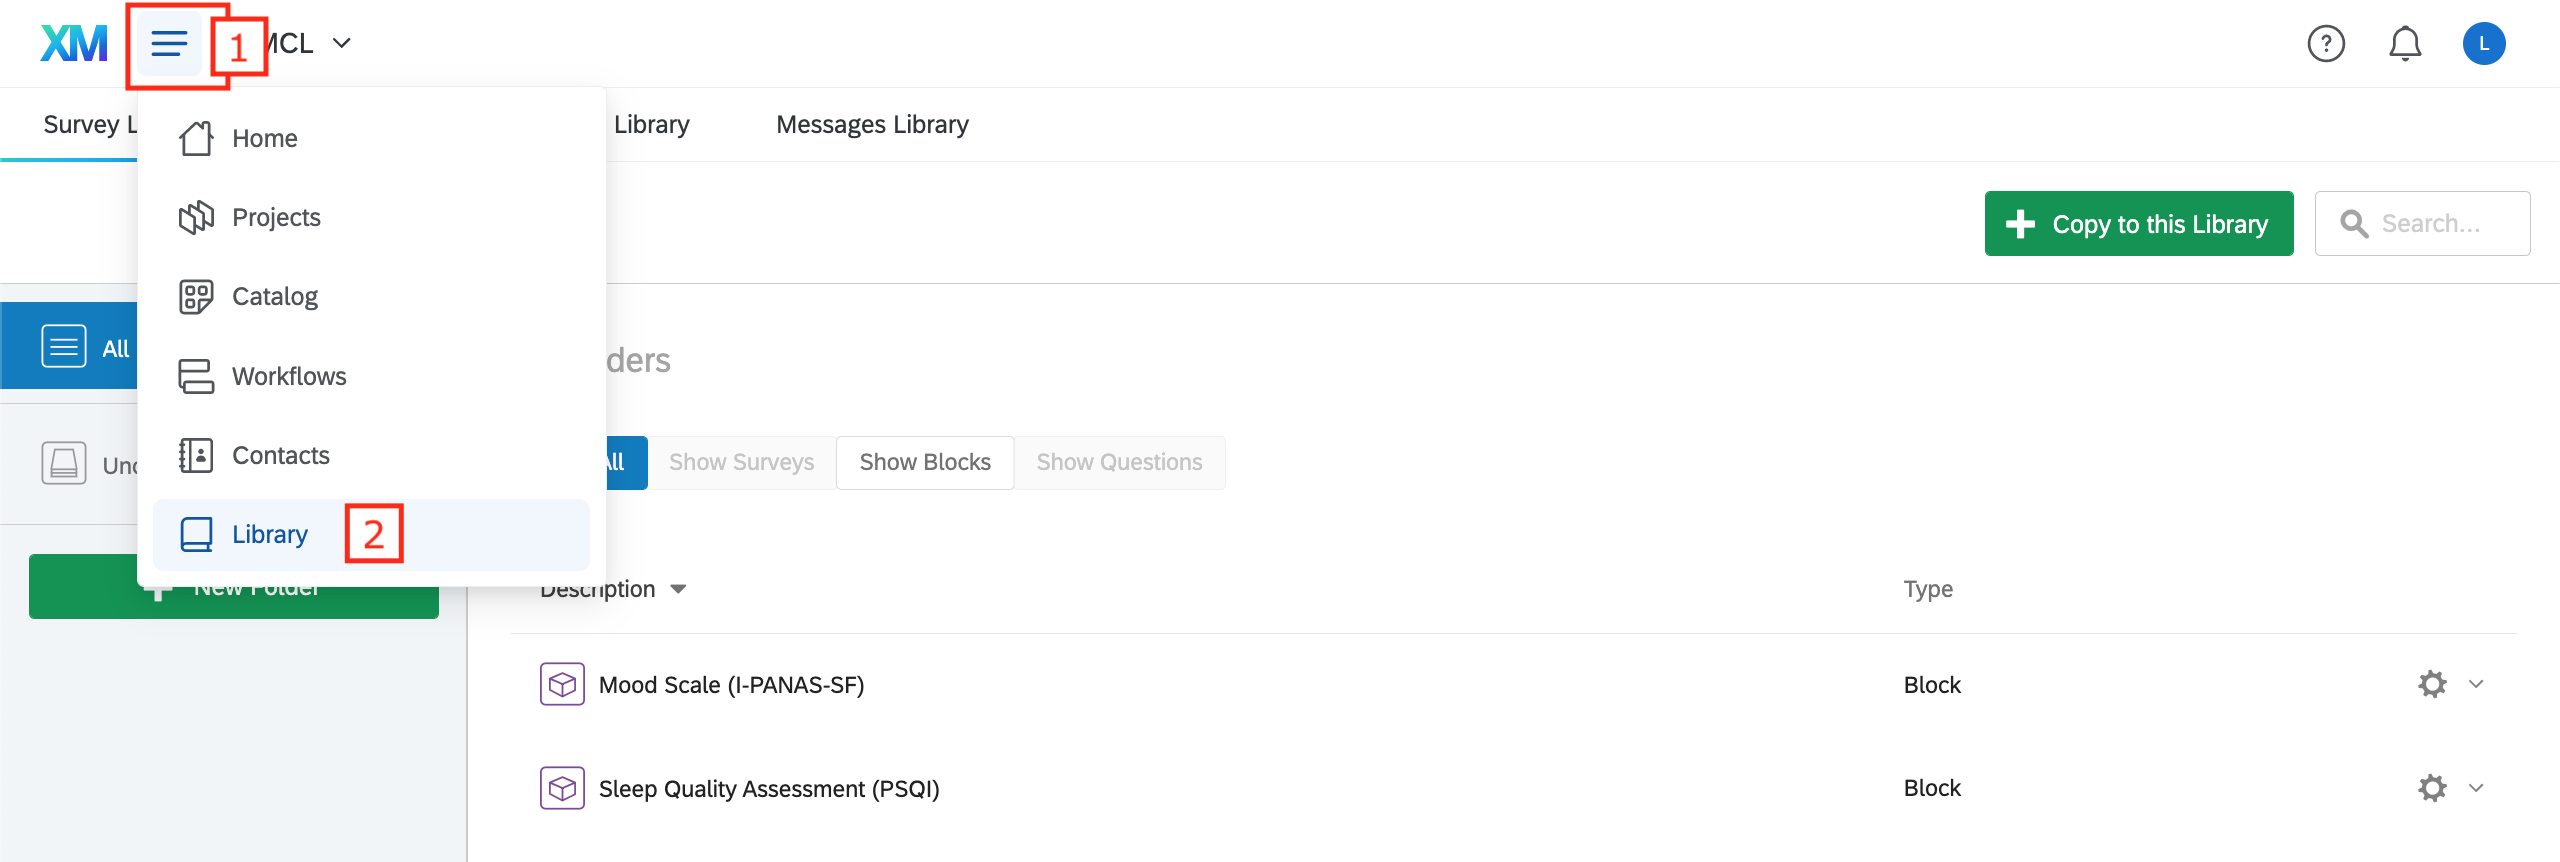 XM
1
MCL
?
L
Survey L
Library
Messages Library
Home
Projects
Catalog
Workflows
Contacts
Library
2
Copy to this Library
Search...
All
ders
All
Show Surveys
Show Blocks
Show Questions
Unc
New Folder
Description
Type
Mood Scale (I-PANAS-SF)
Block
Sleep Quality Assessment (PSQI)
Block